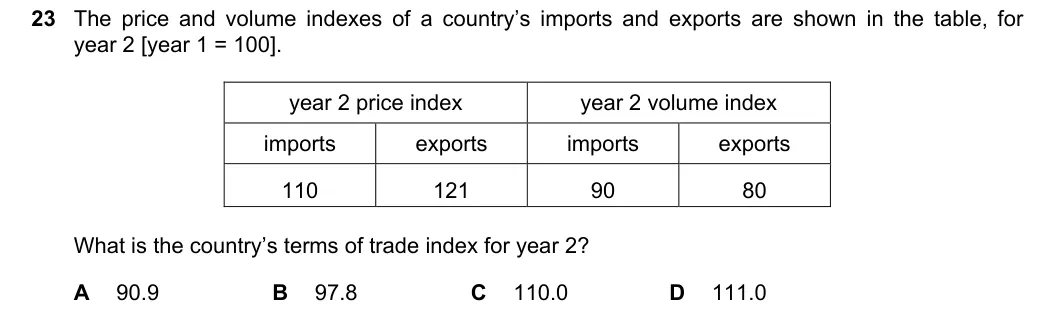 23 The price and volume indexes of a country's imports and exports are shown in the table, for
year 2 [year 1 = 100].
year 2 price index year 2 volume index
imports exports imports exports
110 121 90 80
What is the country's terms of trade index for year 2?
A 90.9 B 97.8 C 110.0 D 111.0